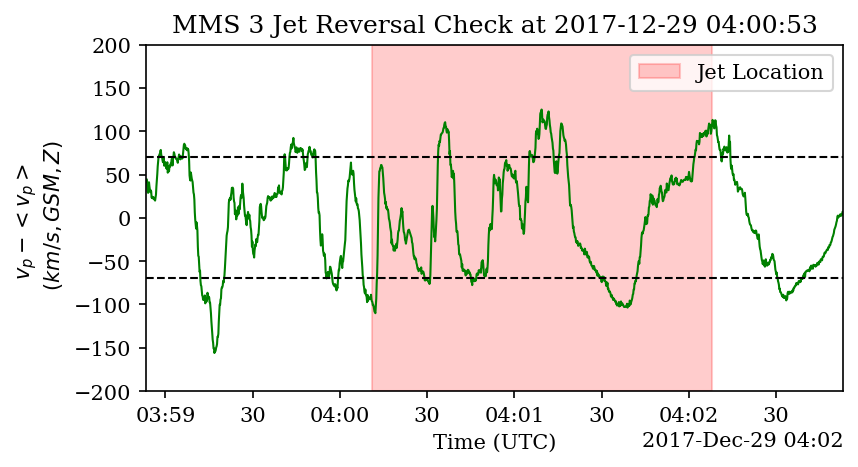 MMS 3 Jet Reversal Check at 2017-12-29 04:00:53
200
150
100
50
0
−50
−100
−150
−200
v_p − < v_p >
(km/s, GSM, Z)
Jet Location
03:59 30 04:00 30 04:01 30 04:02 30
Time (UTC)
2017-Dec-29 04:02